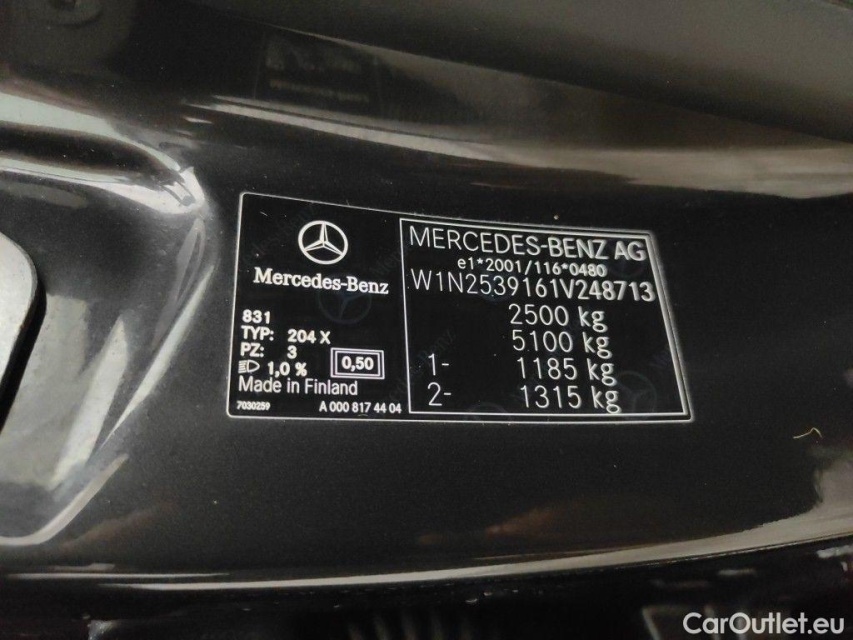 Mercedes-Benz
831
TYP: 204 X
PZ: 3
1,0 % 0,50
Made in Finland
7030259 A 000 817 44 04
MERCEDES-BENZ AG
e1*2001/116*0480
W1N2539161V248713
2500 kg
5100 kg
1- 1185 kg
2- 1315 kg
CarOutlet.eu